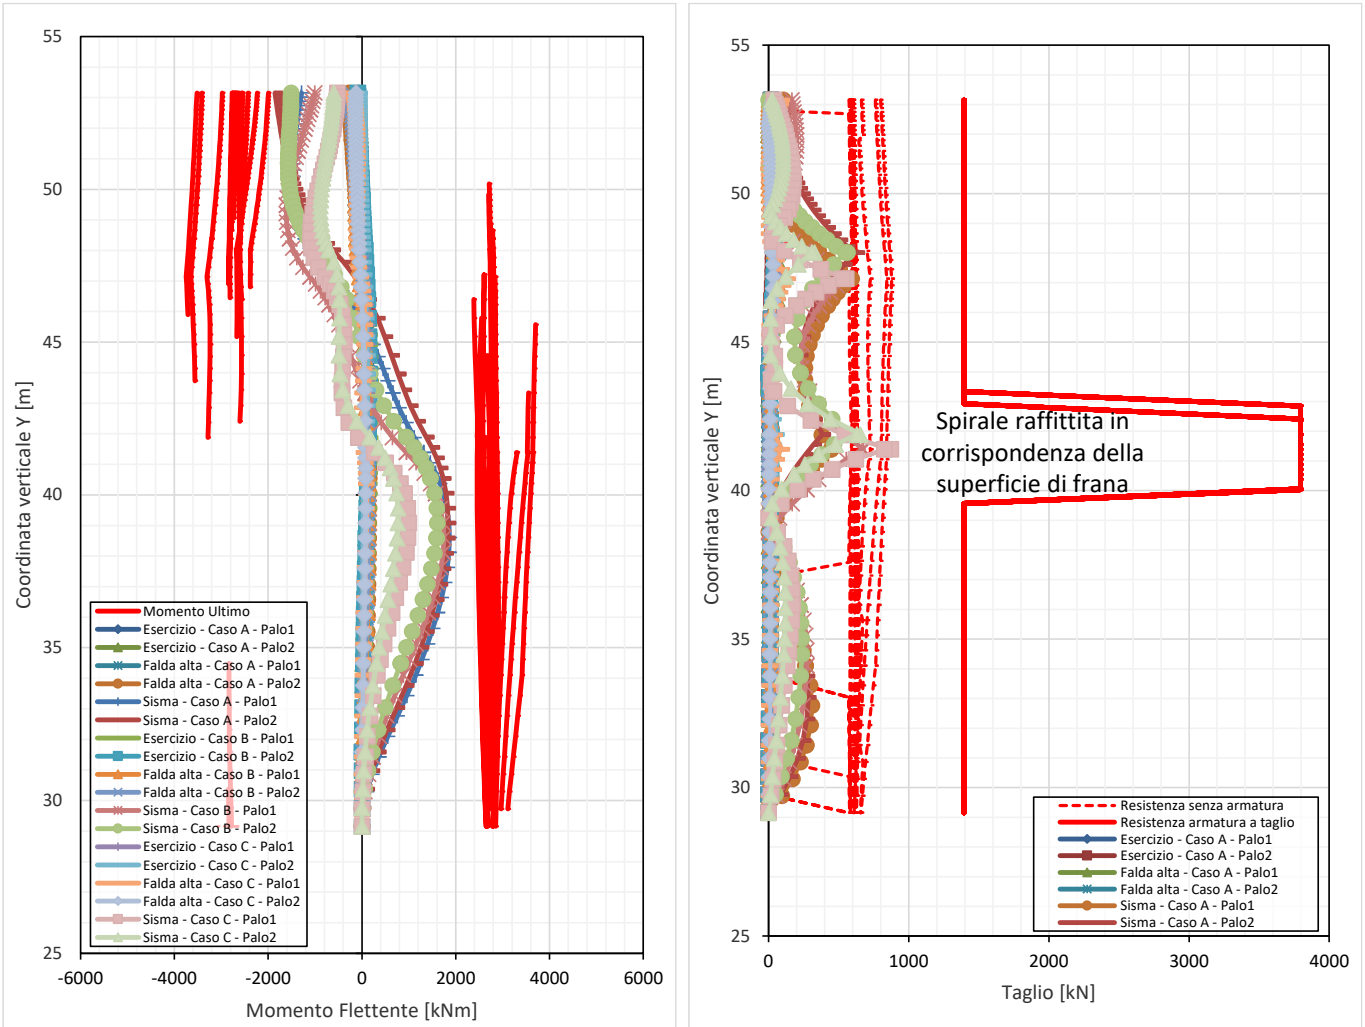 55
50
45
40
35
30
25
Coordinata verticale Y [m]
Momento Ultimo
Esercizio - Caso A - Palo1
Esercizio - Caso A - Palo2
Falda alta - Caso A - Palo1
Falda alta - Caso A - Palo2
Sisma - Caso A - Palo1
Sisma - Caso A - Palo2
Esercizio - Caso B - Palo1
Esercizio - Caso B - Palo2
Falda alta - Caso B - Palo1
Falda alta - Caso B - Palo2
Sisma - Caso B - Palo1
Sisma - Caso B - Palo2
Esercizio - Caso C - Palo1
Esercizio - Caso C - Palo2
Falda alta - Caso C - Palo1
Falda alta - Caso C - Palo2
Sisma - Caso C - Palo1
Sisma - Caso C - Palo2
-6000 -4000 -2000 0 2000 4000 6000
Momento Flettente [kNm]
55
50
45
40
35
30
25
Coordinata verticale Y [m]
Spirale raffittita in
corrispondenza della
superficie di frana
Resistenza senza armatura
Resistenza armatura a taglio
Esercizio - Caso A - Palo1
Esercizio - Caso A - Palo2
Falda alta - Caso A - Palo1
Falda alta - Caso A - Palo2
Sisma - Caso A - Palo1
Sisma - Caso A - Palo2
0 1000 2000 3000 4000
Taglio [kN]